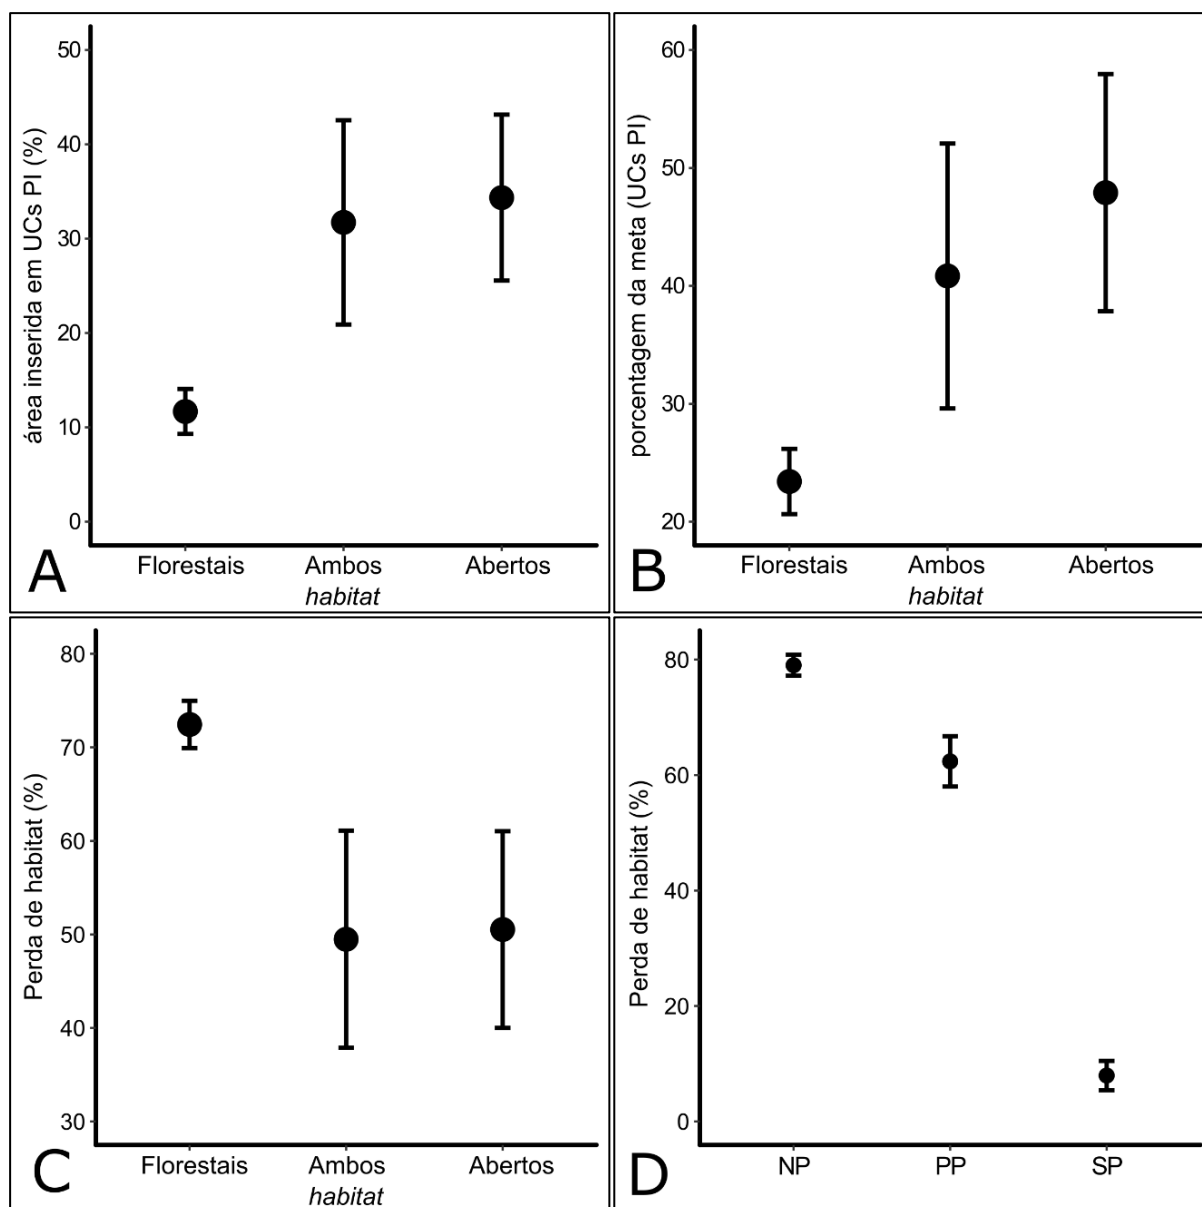 área inserida em UCs PI (%)
50
40
30
20
10
0
Florestais Ambos Abertos
habitat
A
porcentagem da meta (UCs PI)
60
50
40
30
20
Florestais Ambos Abertos
habitat
B
Perda de habitat (%)
80
70
60
50
40
30
Florestais Ambos Abertos
habitat
C
Perda de habitat (%)
80
60
40
20
0
NP PP SP
D